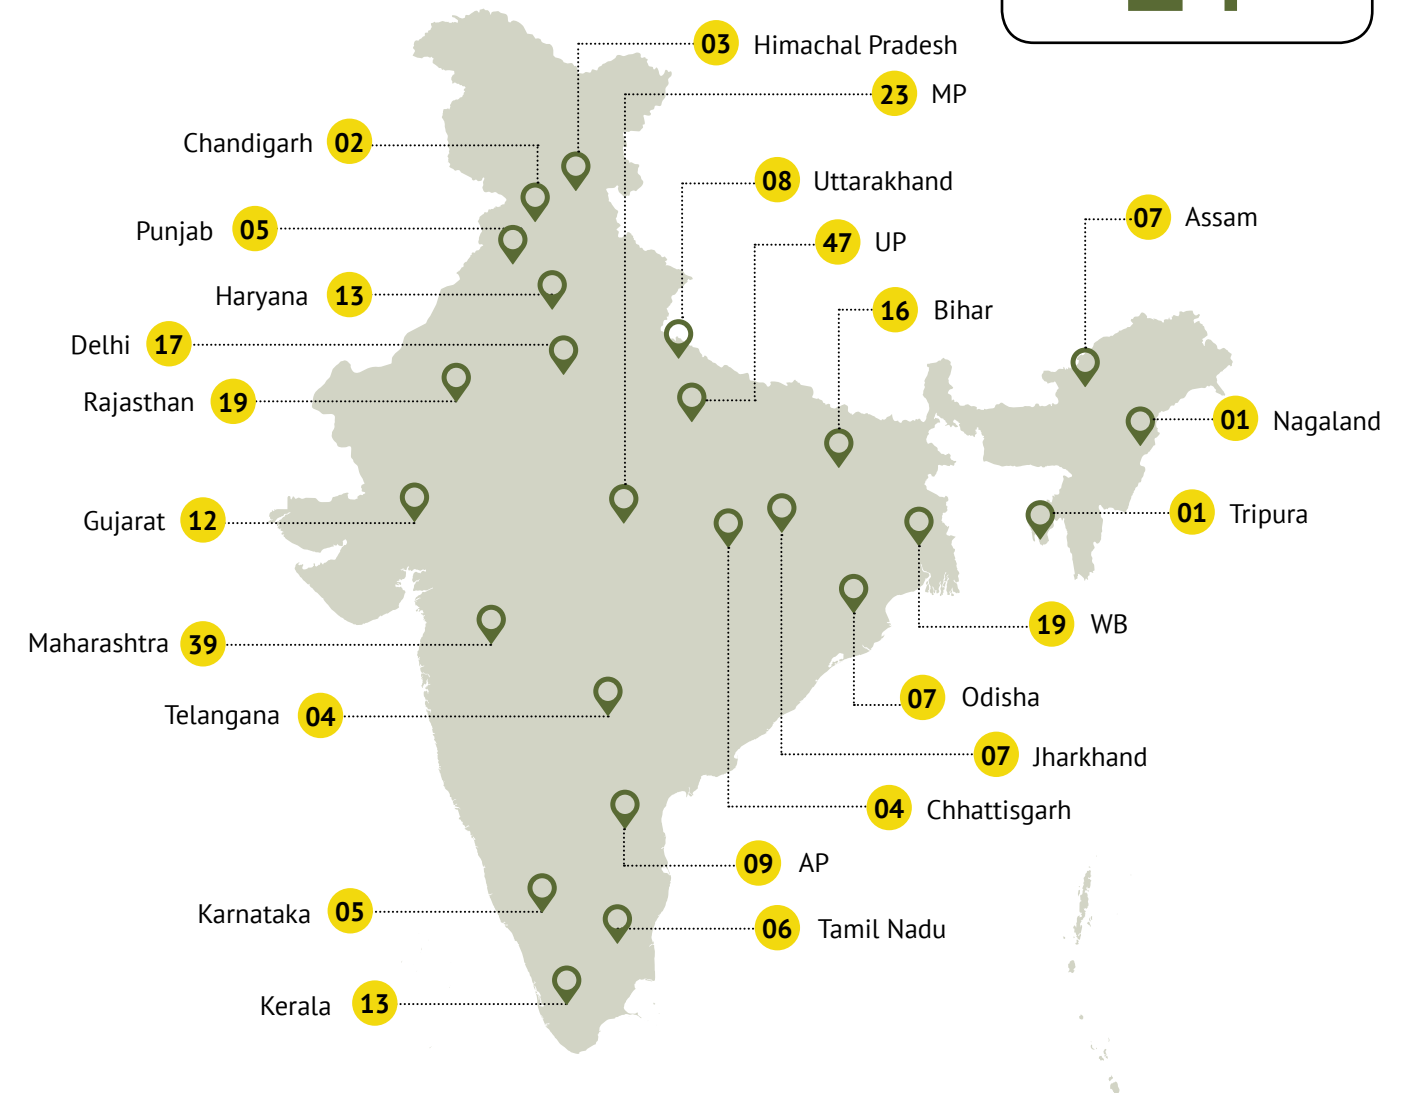 03 Himachal Pradesh
23 MP
Chandigarh 02
08 Uttarakhand
07 Assam
Punjab 05
47 UP
Haryana 13
16 Bihar
Delhi 17
Rajasthan 19
01 Nagaland
Gujarat 12
01 Tripura
19 WB
Maharashtra 39
07 Odisha
Telangana 04
07 Jharkhand
04 Chhattisgarh
09 AP
Karnataka 05
06 Tamil Nadu
Kerala 13